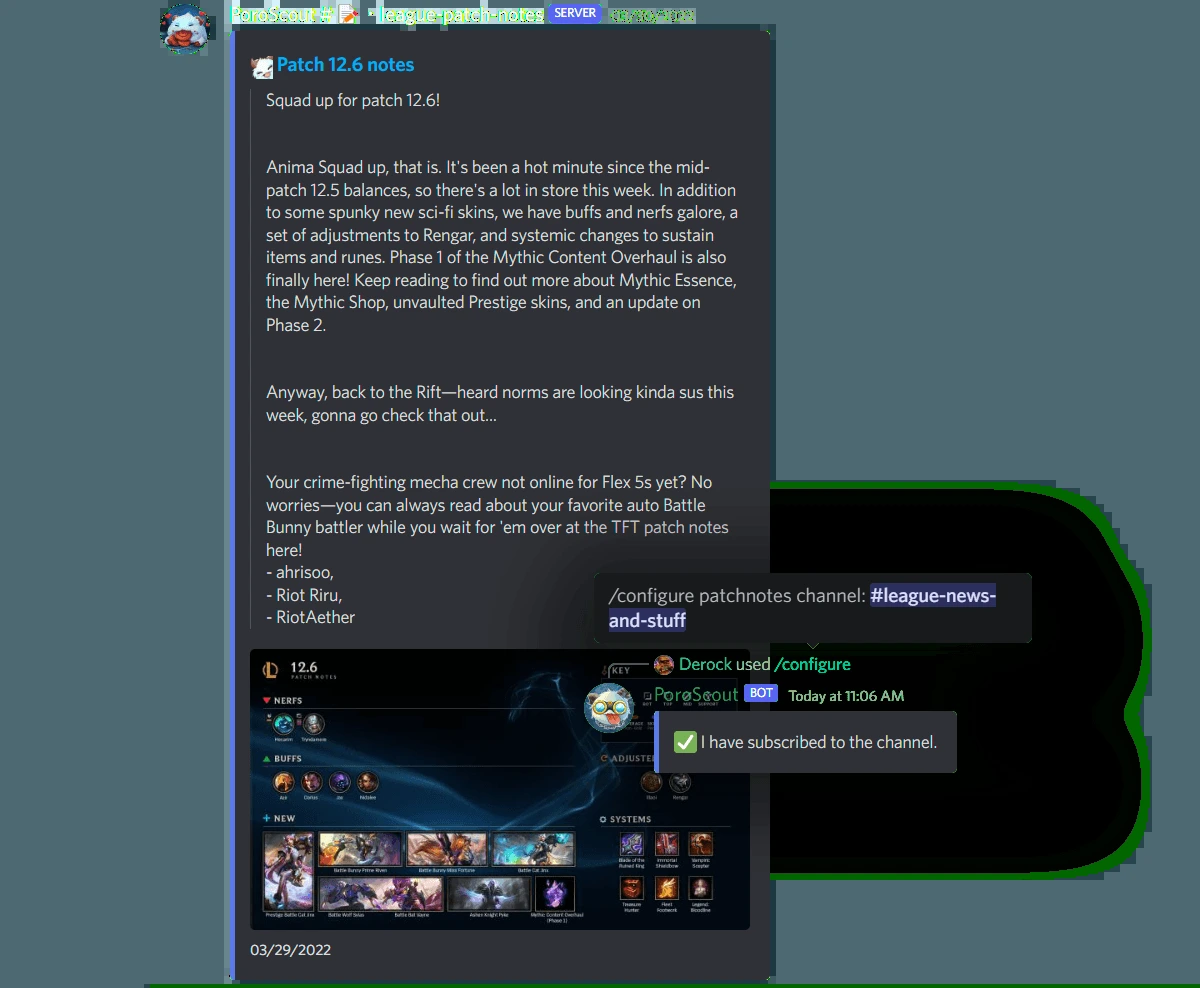 PoroScout # 📝 league-patch-notes SERVER
Patch 12.6 notes
Squad up for patch 12.6!
Anima Squad up, that is. It's been a hot minute since the mid-
patch 12.5 balances, so there's a lot in store this week. In addition
to some spunky new sci-fi skins, we have buffs and nerfs galore, a
set of adjustments to Rengar, and systemic changes to sustain
items and runes. Phase 1 of the Mythic Content Overhaul is also
finally here! Keep reading to find out more about Mythic Essence,
the Mythic Shop, unvaulted Prestige skins, and an update on
Phase 2.
Anyway, back to the Rift—heard norms are looking kinda sus this
week, gonna go check that out...
Your crime-fighting mecha crew not online for Flex 5s yet? No
worries—you can always read about your favorite auto Battle
Bunny battler while you wait for 'em over at the TFT patch notes
here!
- ahrisoo,
- Riot Riru,
- RiotAether
/configure patchnotes channel: #league-news-
and-stuff
Derock used /configure
PoroScout BOT Today at 11:06 AM
✅ I have subscribed to the channel.
12.6
PATCH NOTES
KEY
NERFS
Hecarim Tryndamere
BUFFS
Azir Corki Jax Nidalee
Rengar
NEW
Battle Bunny Prime Riven Battle Bunny Miss Fortune Battle Cat Jinx
Prestige Battle Cat Jinx Battle Wolf Sylas Battle Bat Xayah Ashen Knight Pyke Mythic Content Overhaul
(Phase 1)
SYSTEMS
Blade of the
Ruined King
Immortal
Shieldbow
Vampiric
Scepter
Treasure
Hunter
Fleet
Footwork
Legend:
Bloodline
03/29/2022